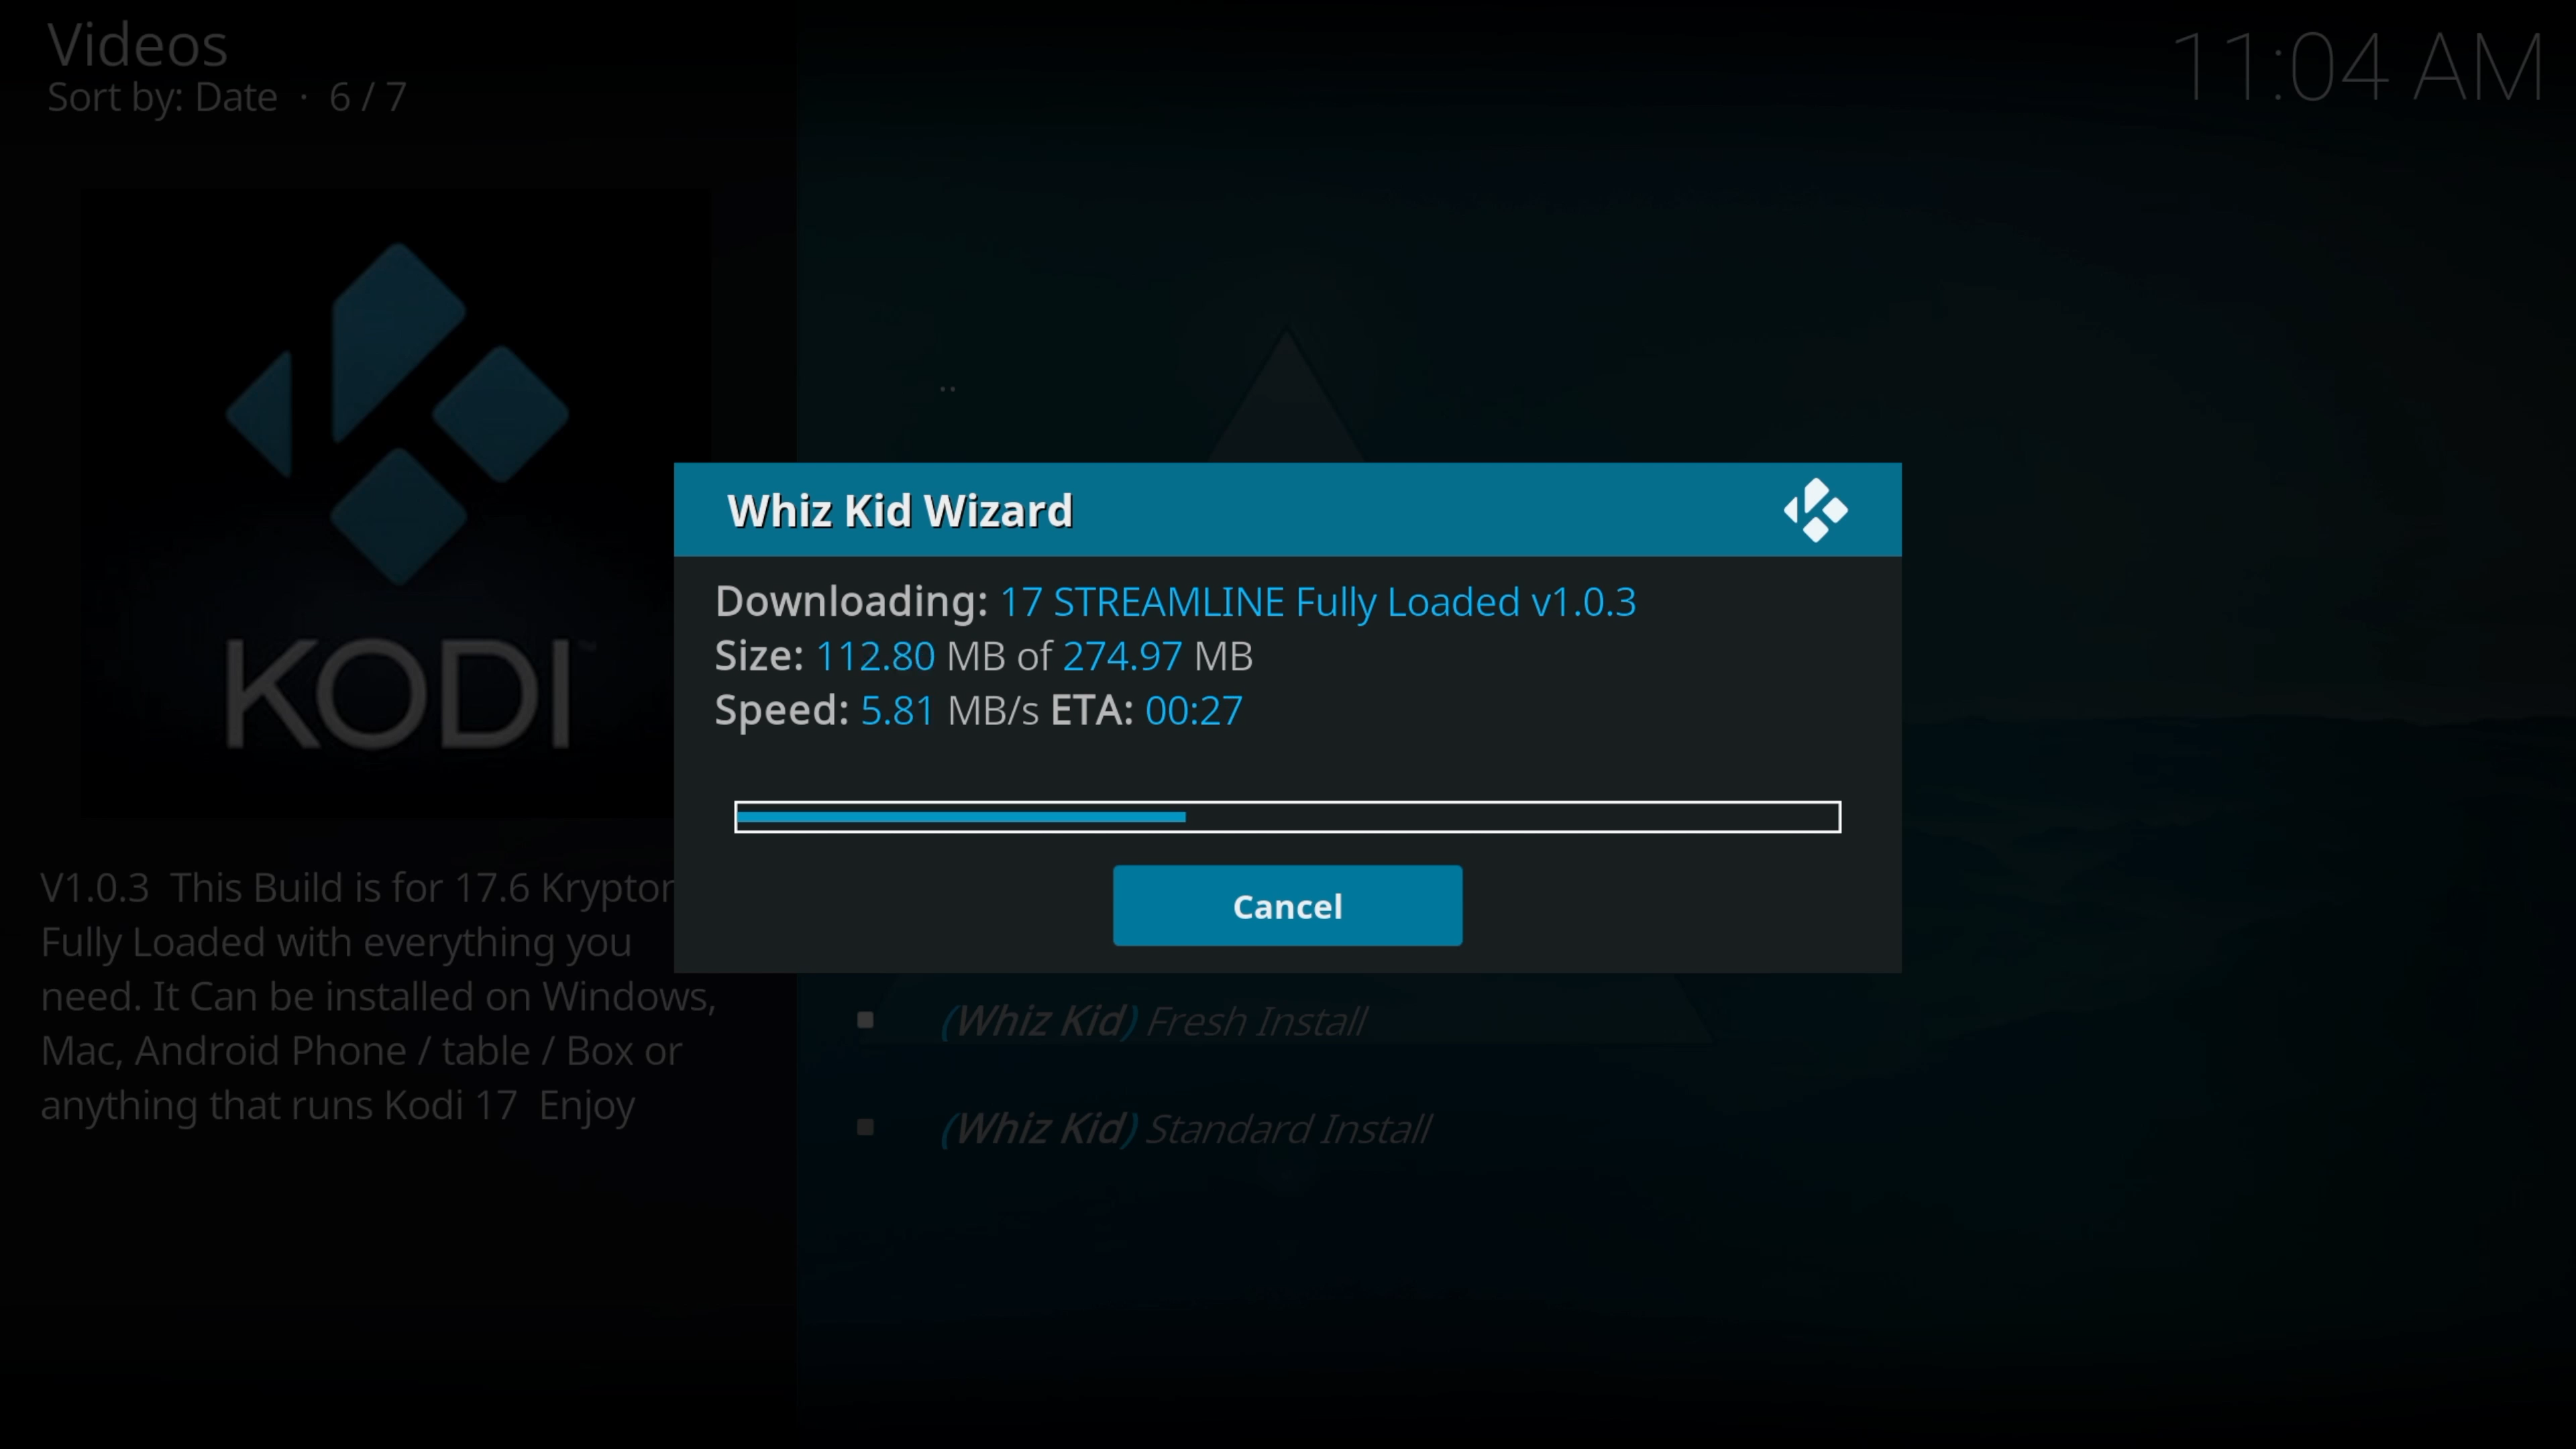 Videos
Sort by: Date · 6 / 7
11:04 AM
..
KODI
Whiz Kid Wizard
Downloading: 17 STREAMLINE Fully Loaded v1.0.3
Size: 112.80 MB of 274.97 MB
Speed: 5.81 MB/s ETA: 00:27
Cancel
V1.0.3 This Build is for 17.6 Krypton
Fully Loaded with everything you
need. It Can be installed on Windows,
Mac, Android Phone / table / Box or
anything that runs Kodi 17 Enjoy
(Whiz Kid) Fresh Install
(Whiz Kid) Standard Install